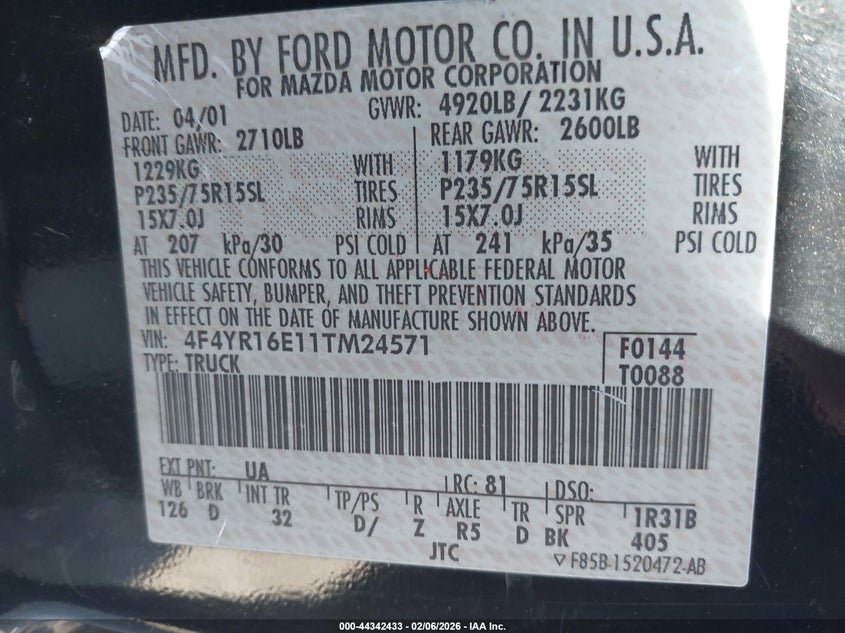 MFD. BY FORD MOTOR CO. IN U.S.A.
FOR MAZDA MOTOR CORPORATION
DATE: 04/01 GVWR: 4920LB/ 2231KG
FRONT GAWR: 2710LB REAR GAWR: 2600LB
1229KG WITH 1179KG WITH
P235/75R15SL TIRES P235/75R15SL TIRES
15X7.0J RIMS 15X7.0J RIMS
AT 207 kPa/30 PSI COLD AT 241 kPa/35 PSI COLD
THIS VEHICLE CONFORMS TO ALL APPLICABLE FEDERAL MOTOR
VEHICLE SAFETY, BUMPER, AND THEFT PREVENTION STANDARDS
IN EFFECT ON THE DATE OF MANUFACTURE SHOWN ABOVE.
VIN: 4F4YR16E11TM24571 F0144
TYPE: TRUCK T0088
EXT PNT: UA RC: 81 DSO:
WB BRK INT TR TP/PS R AXLE TR SPR 1R31B
126 D 32 D/ Z R5 D BK 405
JTC ▽F85B-1520472-AB
000-44342433 - 02/06/2026 - IAA Inc.